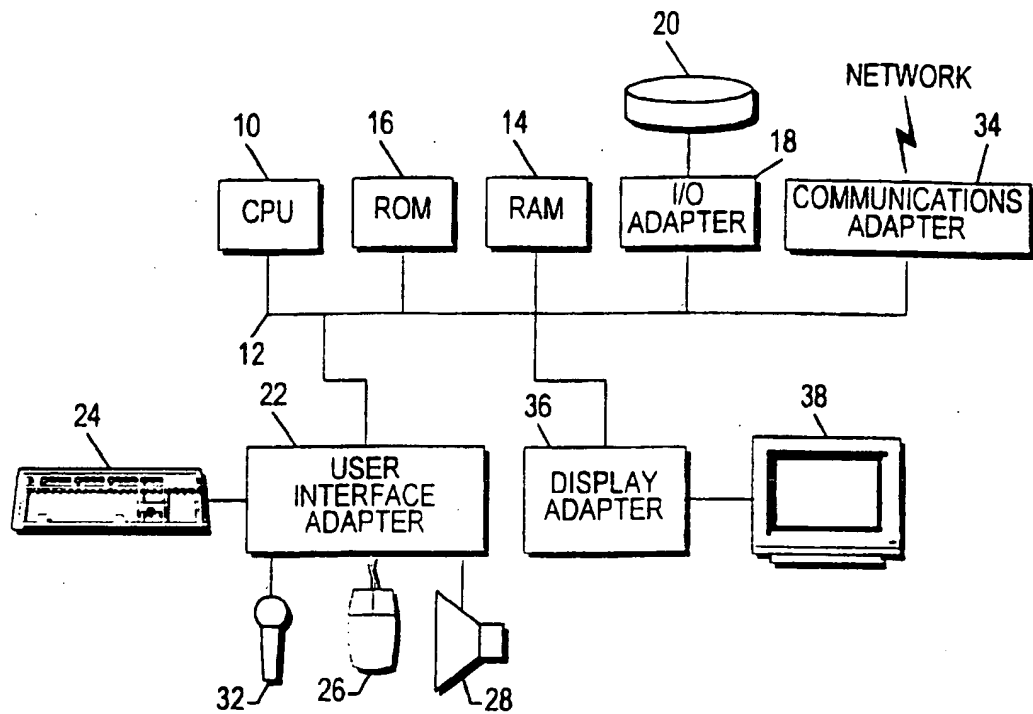 20
NETWORK
10
16
14
18
34
CPU
ROM
RAM
I/O
ADAPTER
COMMUNICATIONS
ADAPTER
12
24
22
36
38
USER
INTERFACE
ADAPTER
DISPLAY
ADAPTER
32
26
28